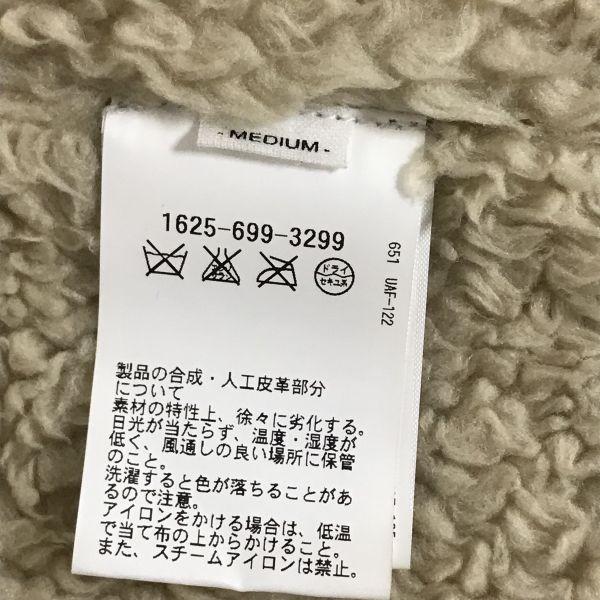 - MEDIUM -
1625-699-3299
ドライ
セキユ系
651 UAF-122
製品の合成・人工皮革部分
について
素材の特性上、徐々に劣化する。
日光が当たらず、温度・湿度が
低く、風通しの良い場所に保管
のこと。
洗濯すると色が落ちることがあ
るので注意。
アイロンをかける場合は、低温
で当て布の上からかけること。
また、スチームアイロンは禁止。